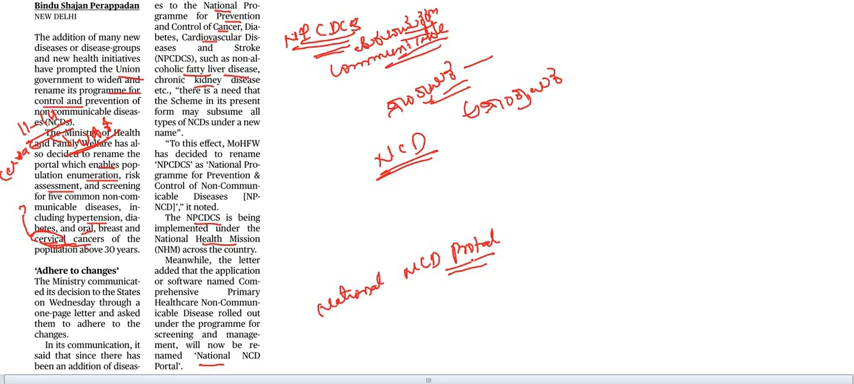 Bindu Shajan Perappadan
NEW DELHI
The addition of many new
diseases or disease-groups
and new health initiatives
have prompted the Union
government to widen and
rename its programme for
control and prevention of
non-communicable diseas-
es (NCDs).
The Ministry of Health
and Family Welfare has al-
so decided to rename the
portal which enables pop-
ulation enumeration, risk
assessment, and screening
for five common non-com-
municable diseases, in-
cluding hypertension, dia-
betes, and oral, breast and
cervical cancers of the
population above 30 years.
‘Adhere to changes’
The Ministry communicat-
ed its decision to the States
on Wednesday through a
one-page letter and asked
them to adhere to the
changes.
In its communication, it
said that since there has
been an addition of diseas-
es to the National Pro-
gramme for Prevention
and Control of Cancer, Dia-
betes, Cardiovascular Dis-
eases and Stroke
(NPCDCS), such as non-al-
coholic fatty liver disease,
chronic kidney disease
etc., “there is a need that
the Scheme in its present
form may subsume all
types of NCDs under a new
name”.
“To this effect, MoHFW
has decided to rename
‘NPCDCS’ as ‘National Pro-
gramme for Prevention &
Control of Non-Commun-
icable Diseases [NP-
NCD]’,” it noted.
The NPCDCS is being
implemented under the
National Health Mission
(NHM) across the country.
Meanwhile, the letter
added that the application
or software named Com-
prehensive Primary
Healthcare Non-Commun-
icable Disease rolled out
under the programme for
screening and manage-
ment, will now be re-
named ‘National NCD
Portal’.
NPCDCS
NCD
National NCD Protal